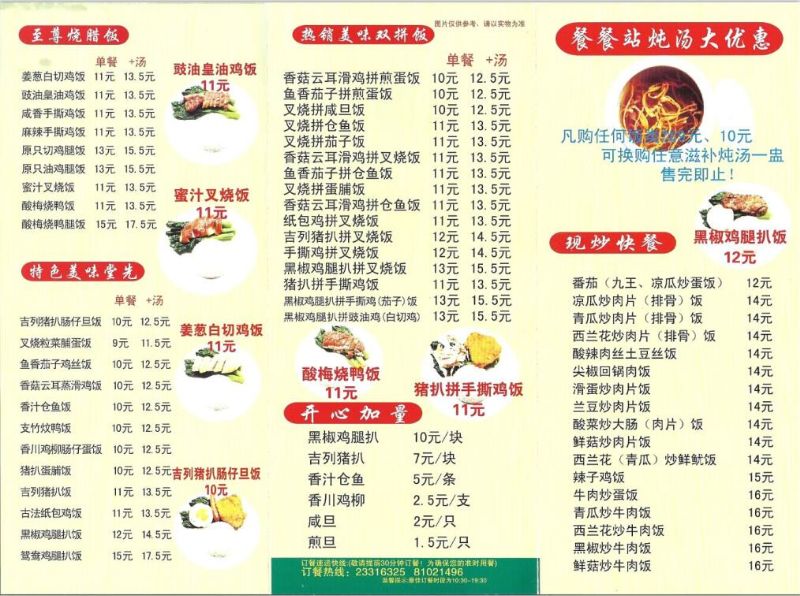 至尊烧腊饭
单餐 +汤
姜葱白切鸡饭 11元 13.5元
豉油皇油鸡饭 11元 13.5元
咸香手撕鸡饭 11元 13.5元
麻辣手撕鸡饭 11元 13.5元
原只切鸡腿饭 11元 13.5元
原只油鸡腿饭 11元 13.5元
蜜汁叉烧饭 11元 13.5元
酸梅烧鸭饭 11元 13.5元
酸梅烧鸭腿饭 15元 17.5元
豉油皇油鸡饭
11元
蜜汁叉烧饭
11元
特色美味堂先
单餐 +汤
吉列猪扒肠仔旦饭 10元 12.5元
叉烧粒菜脯蛋饭 9元 11.5元
鱼香茄子鸡丝饭 10元 12.5元
香菇云耳蒸滑鸡饭 10元 12.5元
香汁仓鱼饭 10元 12.5元
支竹炆鸭饭 10元 12.5元
香川鸡柳肠仔蛋饭 10元 12.5元
猪扒蛋脯饭 10元 12.5元
吉列猪扒饭 11元 13.5元
古法纸包鸡饭 11元 13.5元
黑椒鸡腿扒饭 12元 14.5元
鸳鸯鸡腿扒饭 15元 17.5元
姜葱白切鸡饭
11元
吉列猪扒肠仔旦饭
10元
图片仅供参考、请以实物为准
热销美味双拼饭
单餐 +汤
香菇云耳滑鸡拼煎蛋饭 10元 12.5元
鱼香茄子拼煎蛋饭 10元 12.5元
叉烧拼咸旦饭 10元 12.5元
叉烧拼仓鱼饭 11元 13.5元
叉烧拼茄子饭 11元 13.5元
香菇云耳滑鸡拼叉烧饭 11元 13.5元
鱼香茄子拼仓鱼饭 11元 13.5元
叉烧拼蛋脯饭 11元 13.5元
香菇云耳滑鸡拼仓鱼饭 11元 13.5元
纸包鸡拼叉烧饭 11元 13.5元
吉列猪扒拼叉烧饭 12元 14.5元
手撕鸡拼叉烧饭 12元 14.5元
黑椒鸡腿扒拼叉烧饭 13元 15.5元
猪扒拼手撕鸡饭 11元 13.5元
黑椒鸡腿扒拼手撕鸡(茄子)饭 13元 15.5元
黑椒鸡腿扒拼豉油鸡(白切鸡) 13元 15.5元
酸梅烧鸭饭
11元
猪扒拼手撕鸡饭
11元
开心加量
黑椒鸡腿扒 10元/块
吉列猪扒 7元/块
香汁仓鱼 5元/条
香川鸡柳 2.5元/支
咸旦 2元/只
煎旦 1.5元/只
订餐速送快线:(敬请提前30分钟订餐！为确保您的准时用餐)
订餐热线：23316325 81021496
温馨提示:最佳订餐时段为10:30-19:30
餐餐站炖汤大优惠
凡购任何、10元
可换购任意滋补炖汤一盅
售完即止！
黑椒鸡腿扒饭
12元
现炒快餐
番茄（九王、凉瓜炒蛋饭） 12元
凉瓜炒肉片（排骨）饭 14元
青瓜炒肉片（排骨）饭 14元
西兰花炒肉片（排骨）饭 14元
酸辣肉丝土豆丝饭 14元
尖椒回锅肉饭 14元
滑蛋炒肉片饭 14元
兰豆炒肉片饭 14元
酸菜炒大肠（肉片）饭 14元
鲜菇炒肉片饭 14元
西兰花（青瓜）炒鲜鱿饭 14元
辣子鸡饭 15元
牛肉炒蛋饭 16元
青瓜炒牛肉饭 16元
西兰花炒牛肉饭 16元
黑椒炒牛肉饭 16元
鲜菇炒牛肉饭 16元